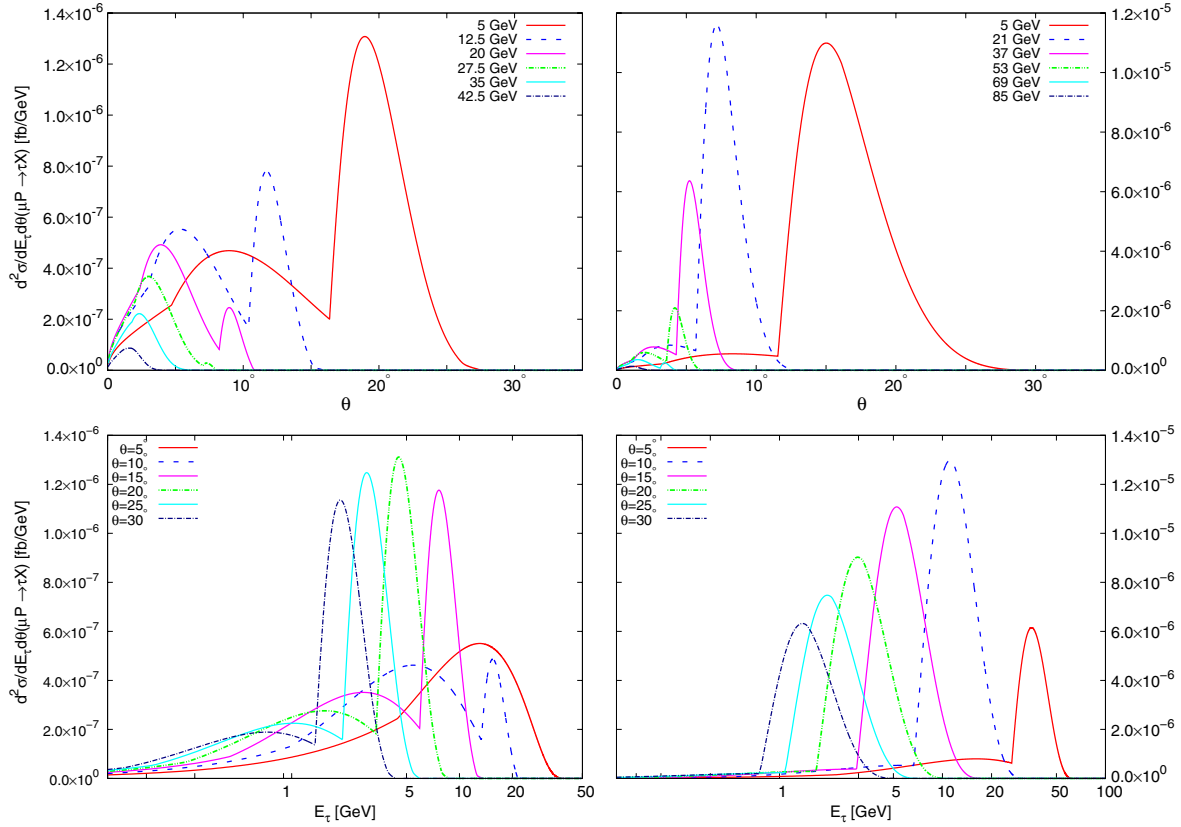 d²σ/dE_τdθ(μP →τX) [fb/GeV]
1.4×10⁻⁶
1.2×10⁻⁶
1.0×10⁻⁶
8.0×10⁻⁷
6.0×10⁻⁷
4.0×10⁻⁷
2.0×10⁻⁷
0.0×10⁰
5 GeV
12.5 GeV
20 GeV
27.5 GeV
35 GeV
42.5 GeV
0 10° 20° 30°
θ
5 GeV
21 GeV
37 GeV
53 GeV
69 GeV
85 GeV
1.2×10⁻⁵
1.0×10⁻⁵
8.0×10⁻⁶
6.0×10⁻⁶
4.0×10⁻⁶
2.0×10⁻⁶
0.0×10⁰
0 10° 20° 30°
θ
d²σ/dE_τdθ(μP →τX) [fb/GeV]
1.4×10⁻⁶
1.2×10⁻⁶
1.0×10⁻⁶
8.0×10⁻⁷
6.0×10⁻⁷
4.0×10⁻⁷
2.0×10⁻⁷
0.0×10⁰
θ=5°
θ=10°
θ=15°
θ=20°
θ=25°
θ=30
1 5 10 20 50
E_τ [GeV]
θ=5°
θ=10°
θ=15°
θ=20°
θ=25°
θ=30
1.4×10⁻⁵
1.2×10⁻⁵
1.0×10⁻⁵
8.0×10⁻⁶
6.0×10⁻⁶
4.0×10⁻⁶
2.0×10⁻⁶
0.0×10⁰
1 5 10 20 50 100
E_τ [GeV]